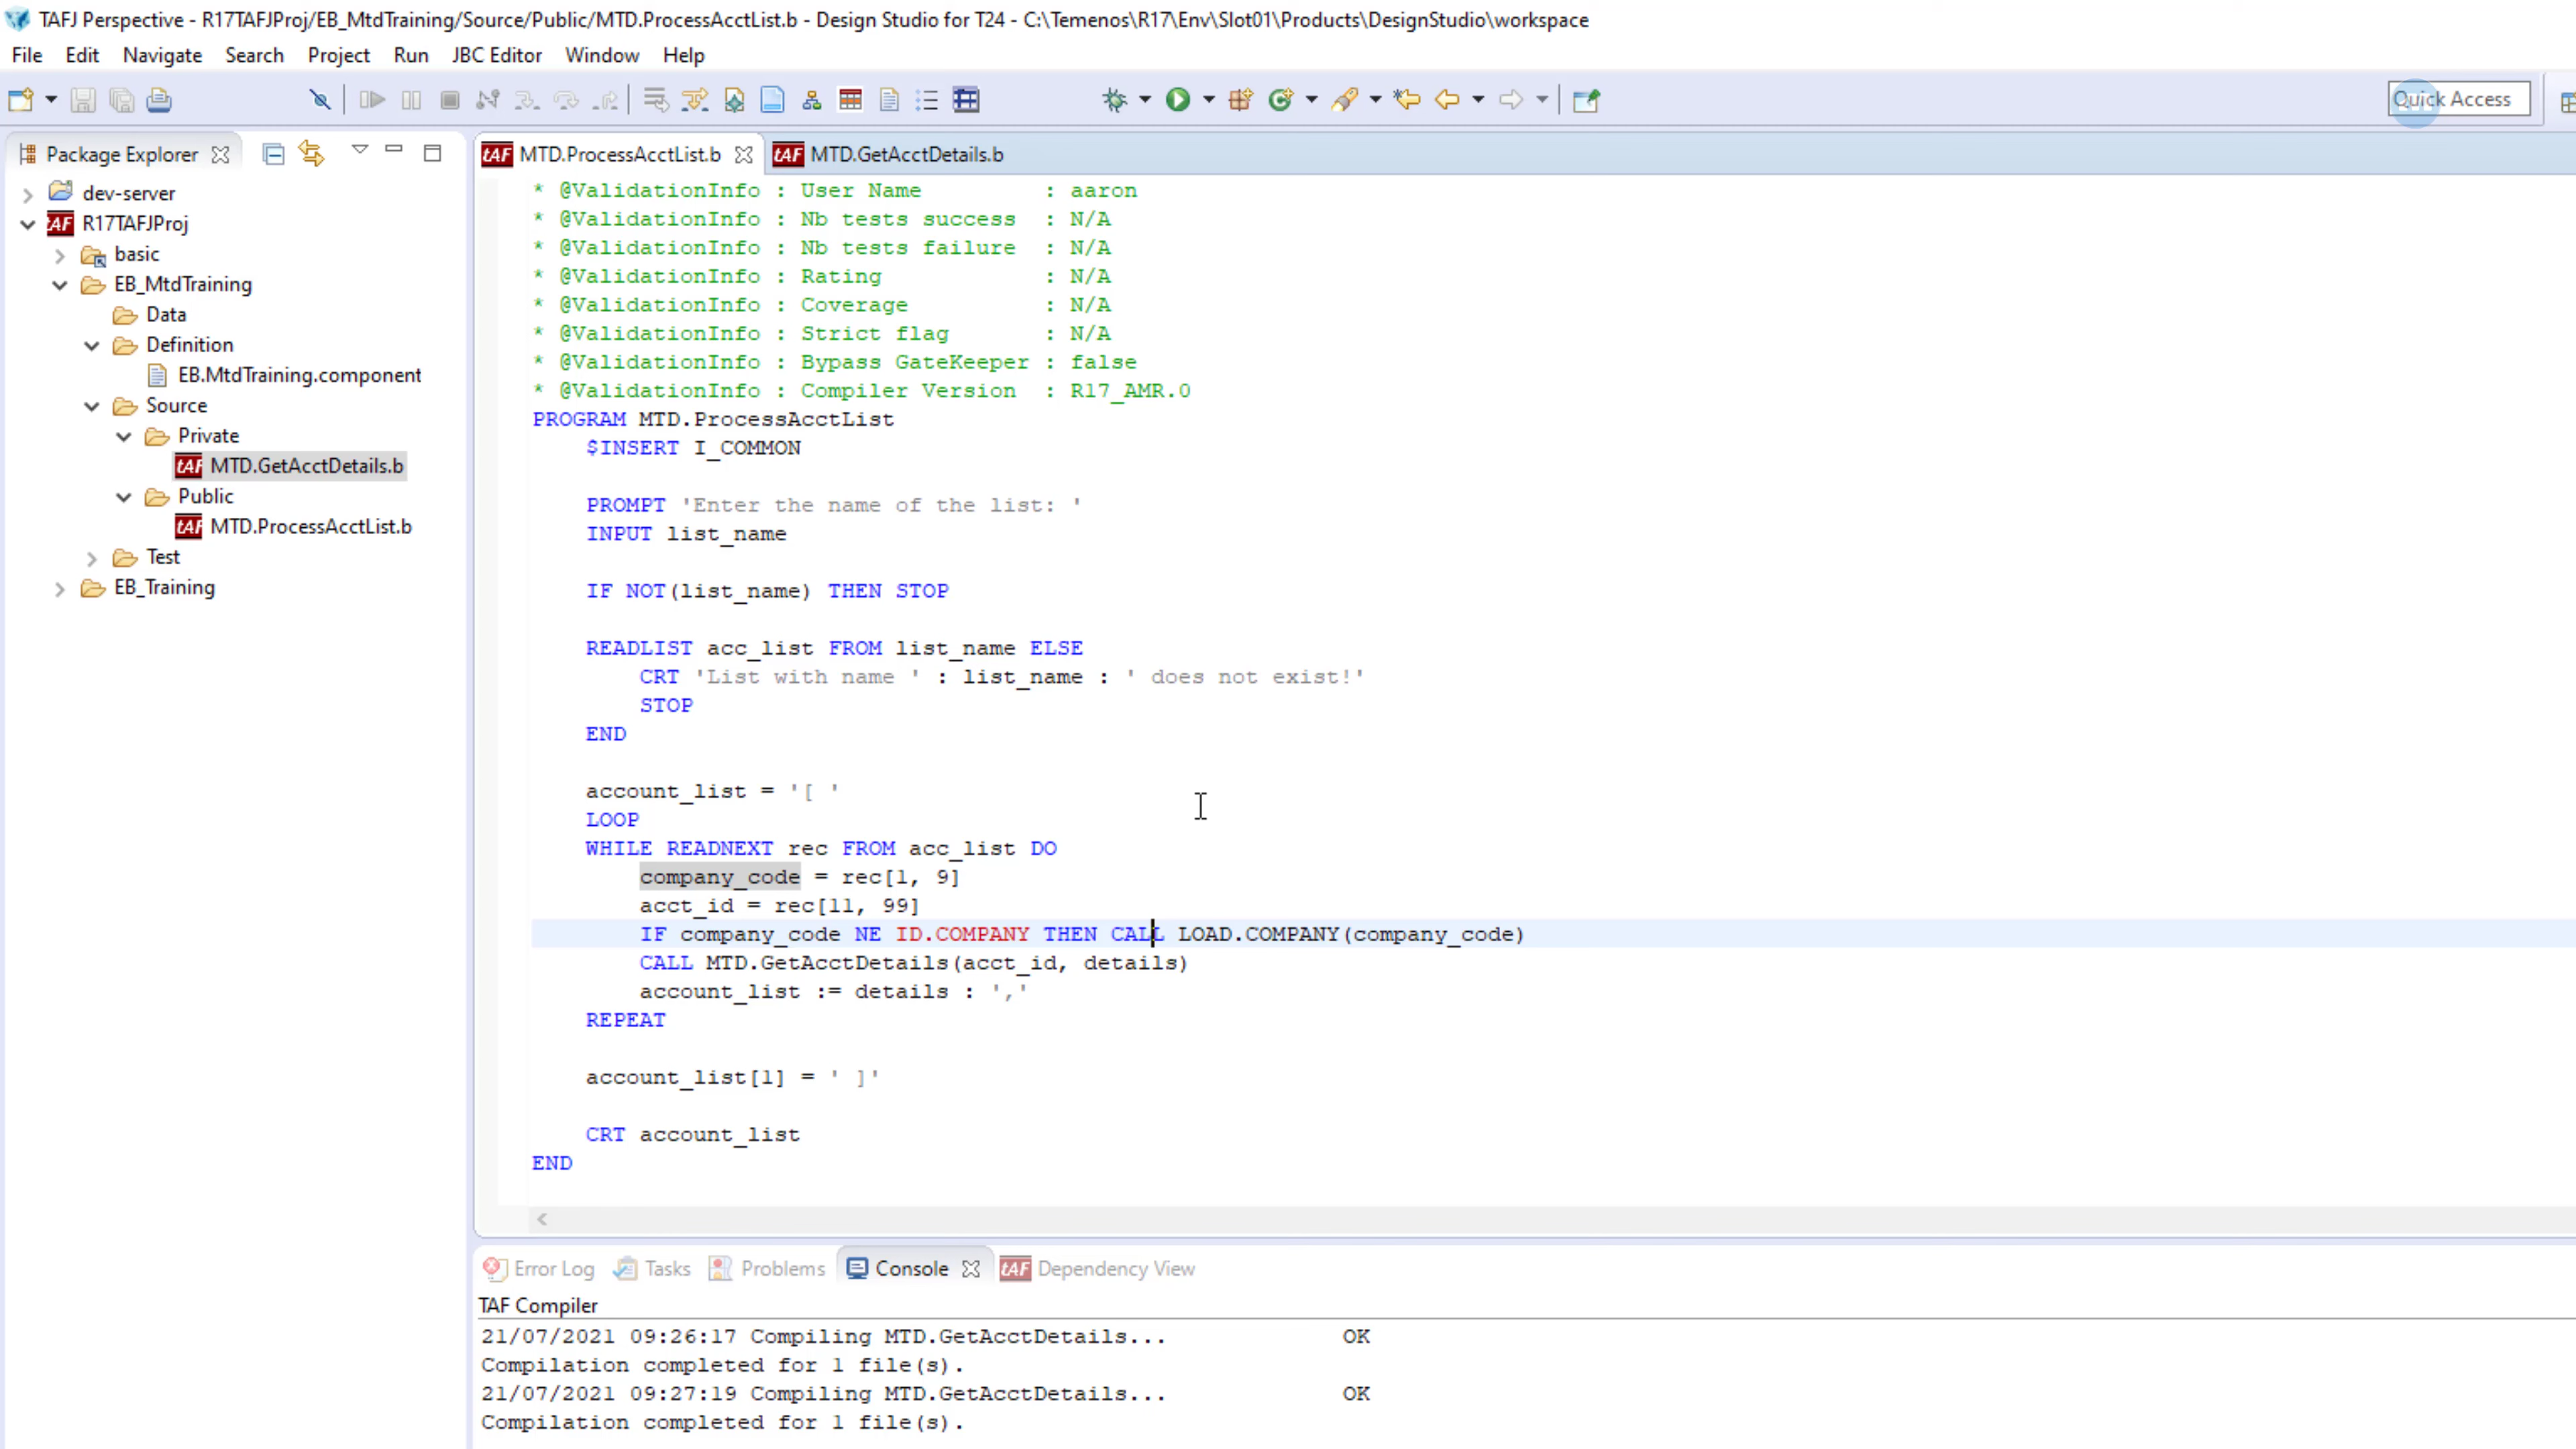 TAFJ Perspective - R17TAFJProj/EB_MtdTraining/Source/Public/MTD.ProcessAcctList.b - Design Studio for T24 - C:\Temenos\R17\Env\Slot01\Products\DesignStudio\workspace
File Edit Navigate Search Project Run JBC Editor Window Help
Quick Access
Package Explorer
dev-server
R17TAFJProj
basic
EB_MtdTraining
Data
Definition
EB.MtdTraining.component
Source
Private
MTD.GetAcctDetails.b
Public
MTD.ProcessAcctList.b
Test
EB_Training
MTD.ProcessAcctList.b MTD.GetAcctDetails.b
* @ValidationInfo : User Name : aaron
* @ValidationInfo : Nb tests success : N/A
* @ValidationInfo : Nb tests failure : N/A
* @ValidationInfo : Rating : N/A
* @ValidationInfo : Coverage : N/A
* @ValidationInfo : Strict flag : N/A
* @ValidationInfo : Bypass GateKeeper : false
* @ValidationInfo : Compiler Version : R17_AMR.0
PROGRAM MTD.ProcessAcctList
$INSERT I_COMMON
PROMPT 'Enter the name of the list: '
INPUT list_name
IF NOT(list_name) THEN STOP
READLIST acc_list FROM list_name ELSE
CRT 'List with name ' : list_name : ' does not exist!'
STOP
END
account_list = '[ '
LOOP
WHILE READNEXT rec FROM acc_list DO
company_code = rec[1, 9]
acct_id = rec[11, 99]
IF company_code NE ID.COMPANY THEN CALL LOAD.COMPANY(company_code)
CALL MTD.GetAcctDetails(acct_id, details)
account_list := details : ','
REPEAT
account_list[1] = ' ]'
CRT account_list
END
Error Log Tasks Problems Console Dependency View
TAF Compiler
21/07/2021 09:26:17 Compiling MTD.GetAcctDetails... OK
Compilation completed for 1 file(s).
21/07/2021 09:27:19 Compiling MTD.GetAcctDetails... OK
Compilation completed for 1 file(s).